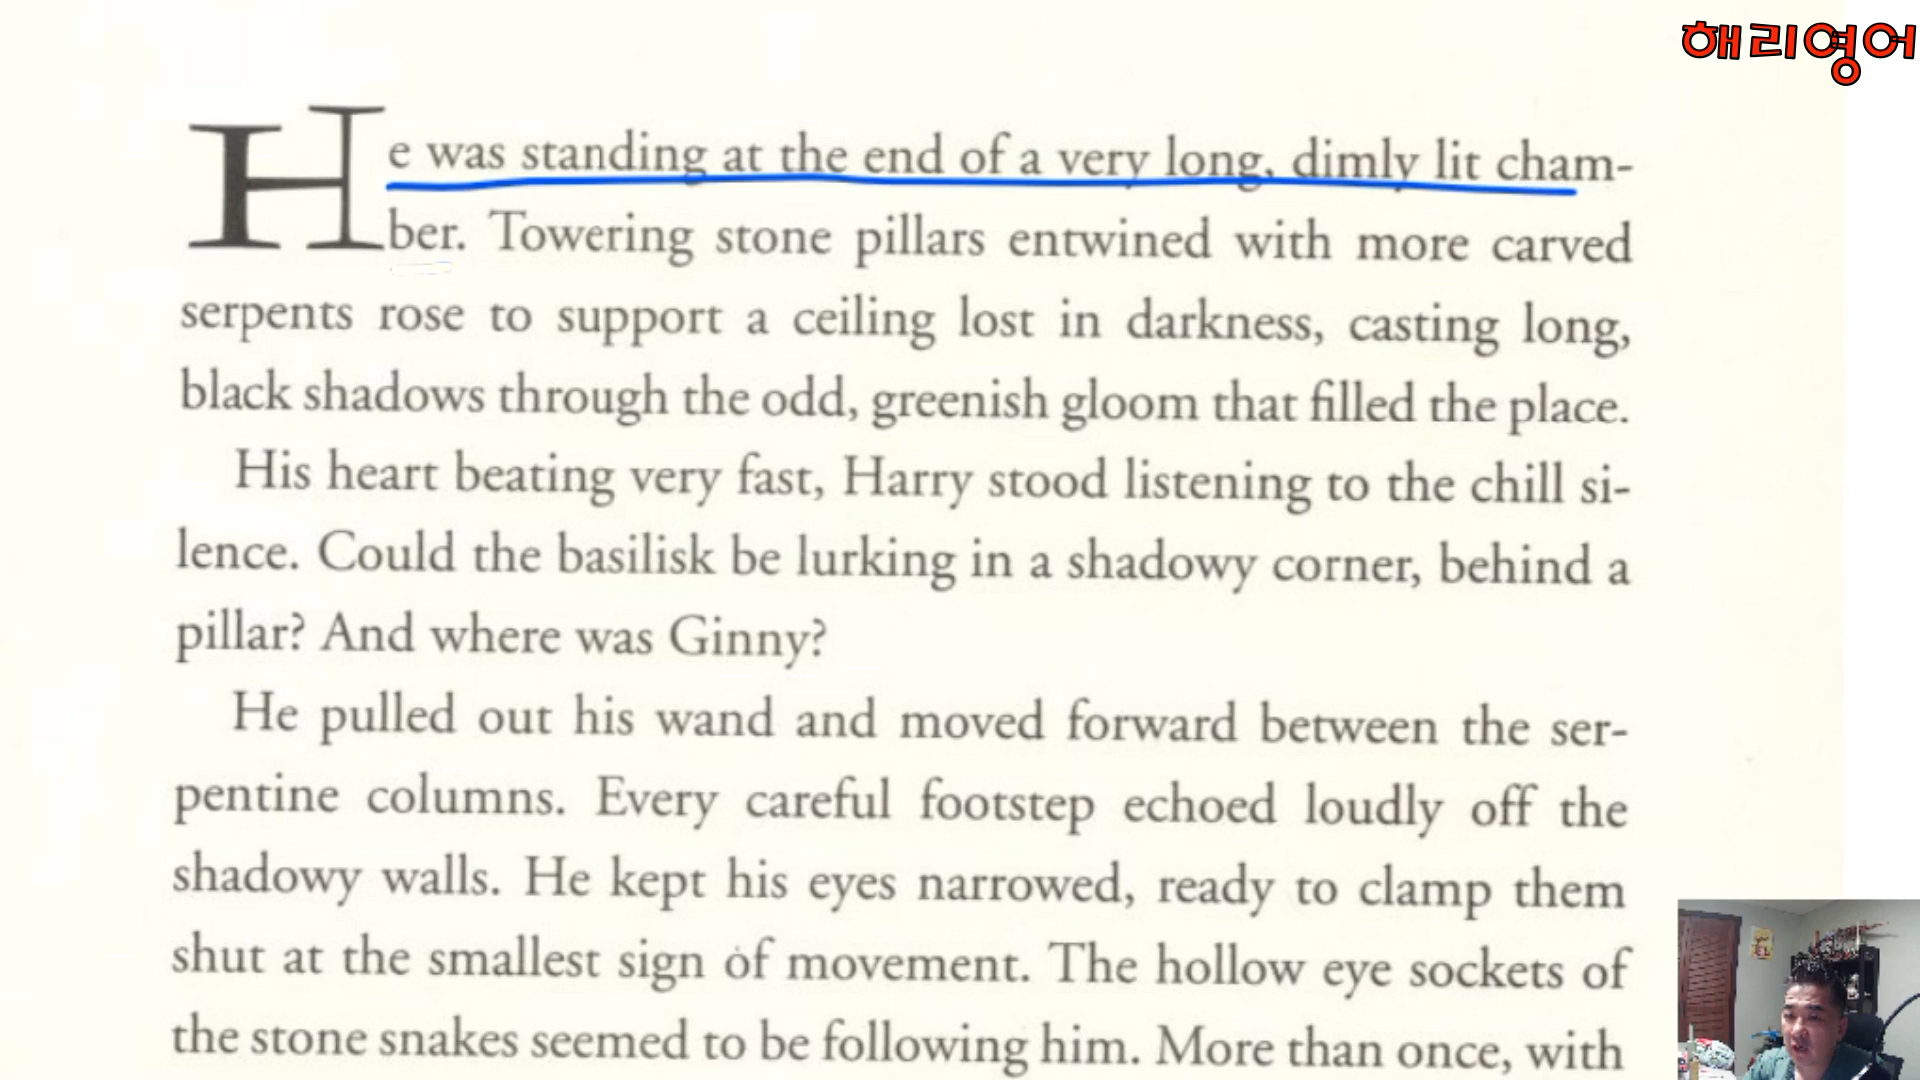 해리영어
He was standing at the end of a very long, dimly lit cham-
ber. Towering stone pillars entwined with more carved
serpents rose to support a ceiling lost in darkness, casting long,
black shadows through the odd, greenish gloom that filled the place.
His heart beating very fast, Harry stood listening to the chill si-
lence. Could the basilisk be lurking in a shadowy corner, behind a
pillar? And where was Ginny?
He pulled out his wand and moved forward between the ser-
pentine columns. Every careful footstep echoed loudly off the
shadowy walls. He kept his eyes narrowed, ready to clamp them
shut at the smallest sign of movement. The hollow eye sockets of
the stone snakes seemed to be following him. More than once, with